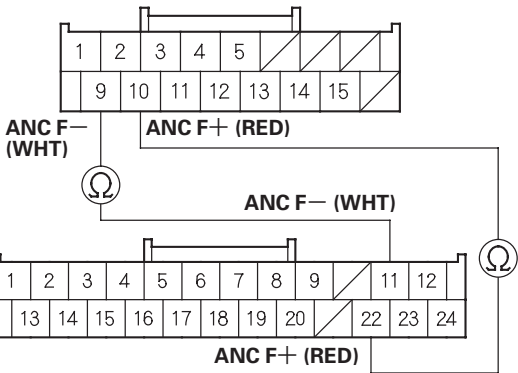 1 2 3 4 5
9 10 11 12 13 14 15
ANC F− (WHT)
ANC F+ (RED)
Ω
ANC F− (WHT)
Ω
1 2 3 4 5 6 7 8 9 11 12
13 14 15 16 17 18 19 20 22 23 24
ANC F+ (RED)